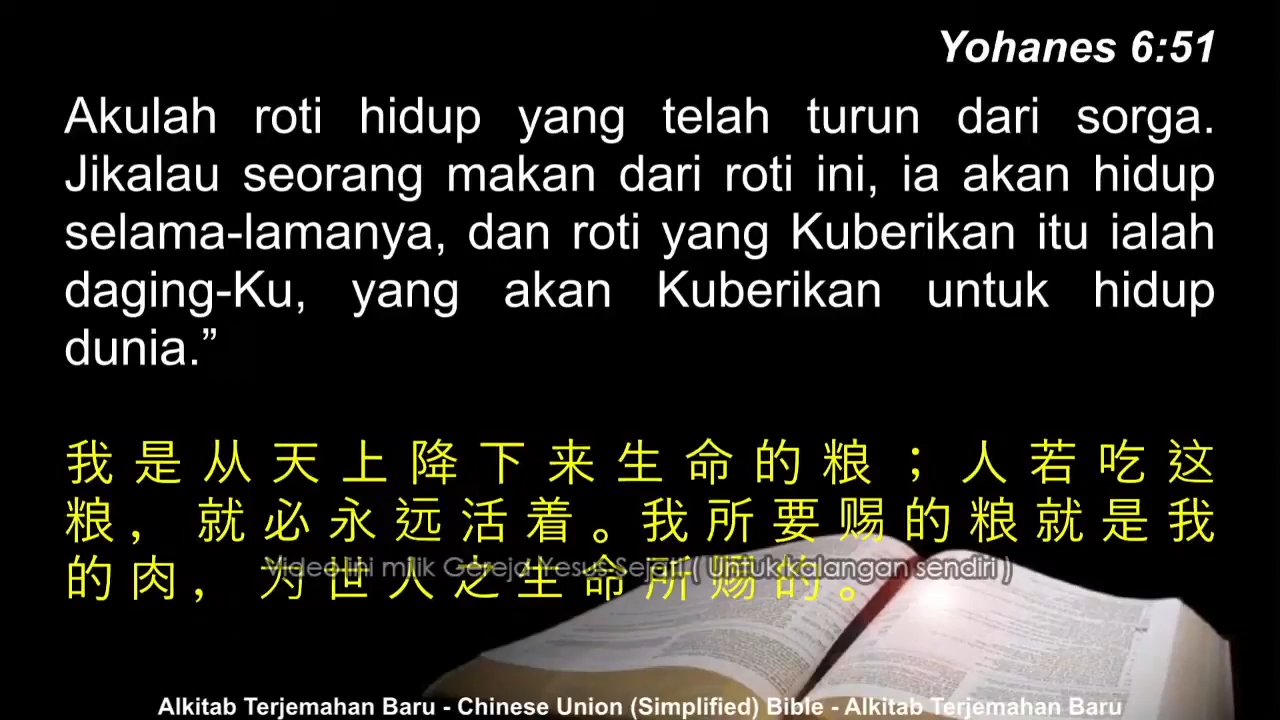 Yohanes 6:51
Akulah roti hidup yang telah turun dari sorga.
Jikalau seorang makan dari roti ini, ia akan hidup
selama-lamanya, dan roti yang Kuberikan itu ialah
daging-Ku, yang akan Kuberikan untuk hidup
dunia.”
我是从天上降下来生命的粮；人若吃这
粮，就必永远活着。我所要赐的粮就是我
的肉，为世人之生命所赐的。
Video ini milik Gereja Yesus Sejati ( Untuk kalangan sendiri )
Alkitab Terjemahan Baru - Chinese Union (Simplified) Bible - Alkitab Terjemahan Baru